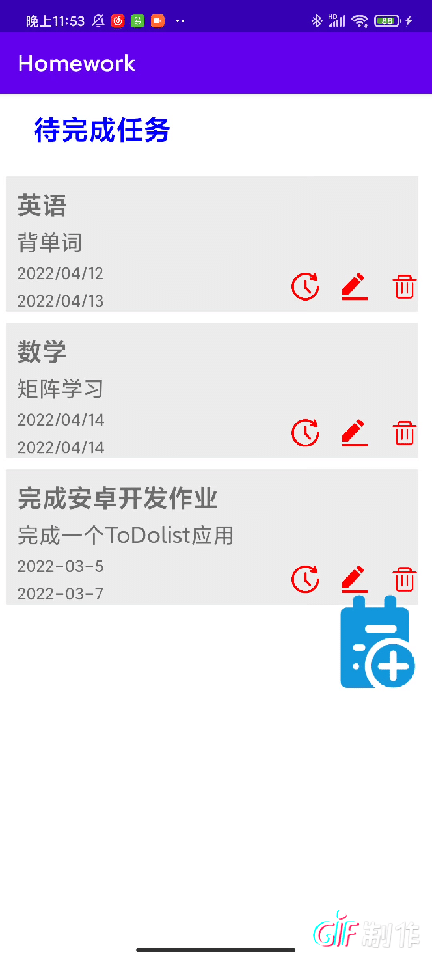 晚上11:53
HD
88
Homework
待完成任务
英语
背单词
2022/04/12
2022/04/13
数学
矩阵学习
2022/04/14
2022/04/14
完成安卓开发作业
完成一个ToDolist应用
2022-03-5
2022-03-7
GIF制作